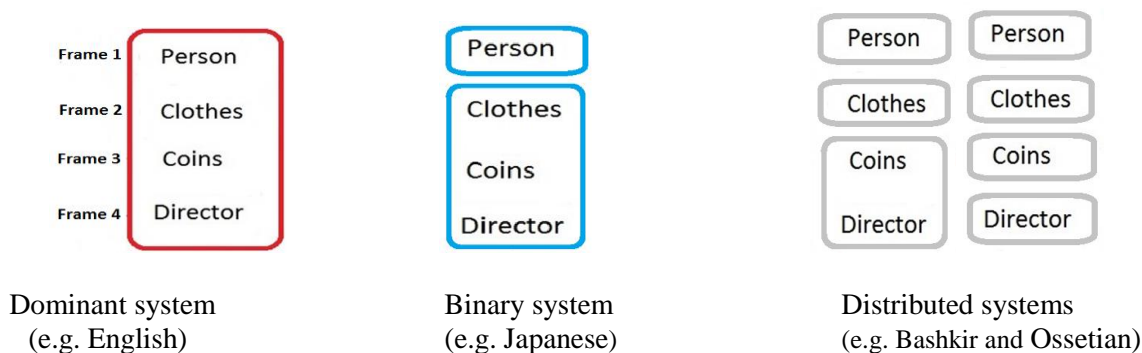 Frame 1
Person
Frame 2
Clothes
Frame 3
Coins
Frame 4
Director
Person
Clothes
Coins
Director
Person
Clothes
Coins
Director
Person
Clothes
Coins
Director
Dominant system
(e.g. English)
Binary system
(e.g. Japanese)
Distributed systems
(e.g. Bashkir and Ossetian)